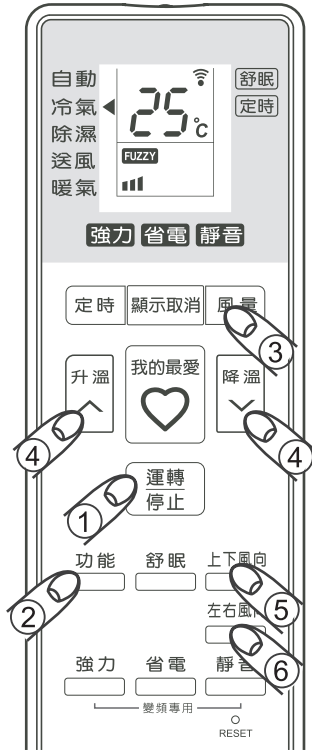 自動
舒眠
冷氣
25°C
定時
除濕
送風
FUZZY
暖氣
強力 省電 靜音
定時 顯示取消 風量
③
升溫 我的最愛 降溫
④ ④
運轉
停止
①
功能 舒眠 上下風向
② ⑤
左右風向
⑥
強力 省電 靜音
變頻專用
RESET